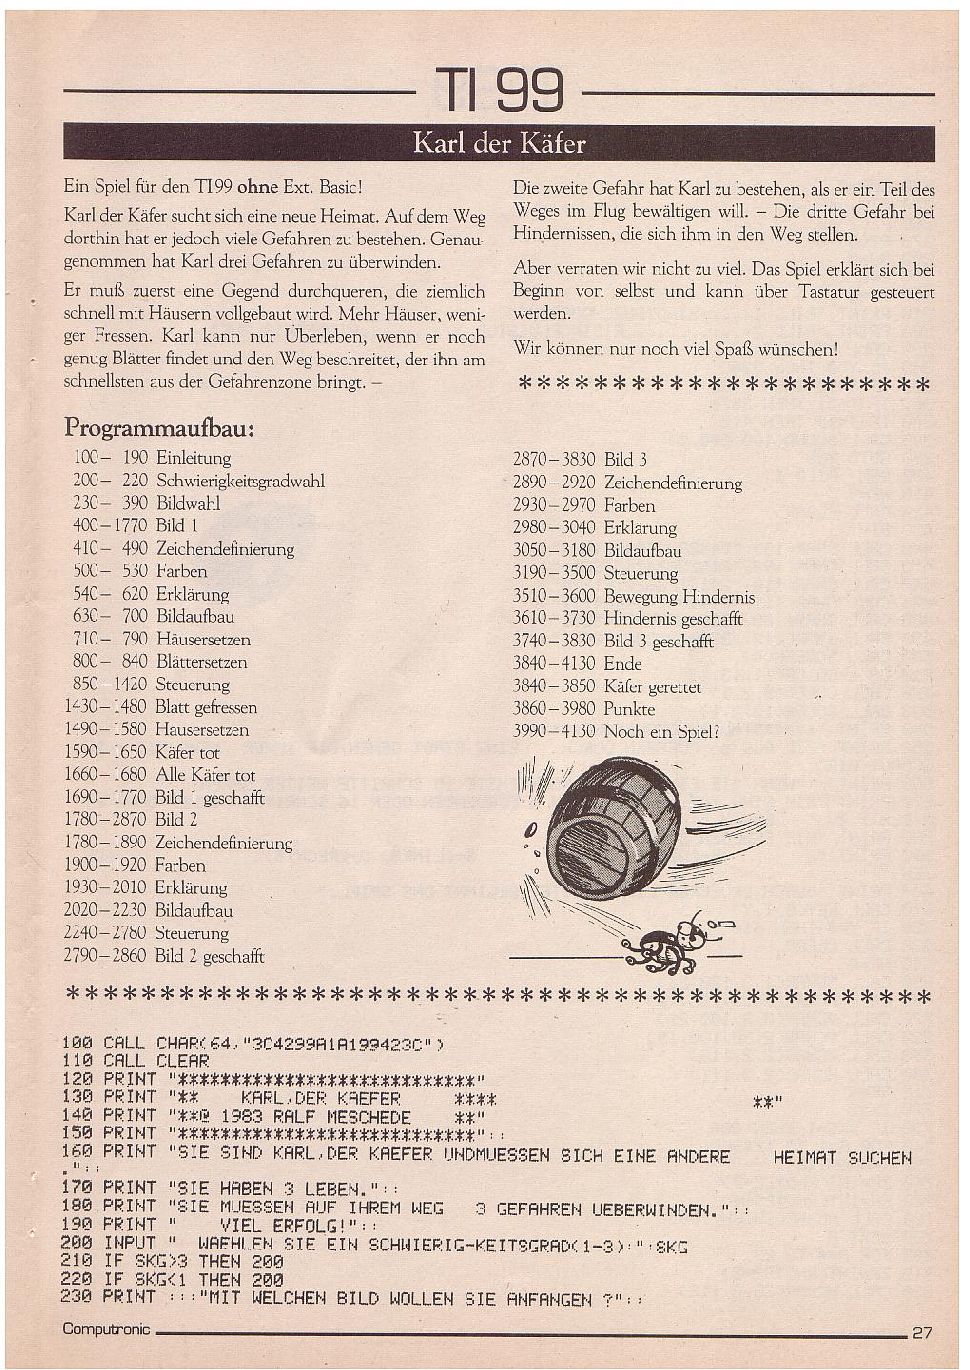 TI 99
Karl der Käfer
Ein Spiel für den TI99 ohne Ext. Basic!
Karl der Käfer sucht sich eine neue Heimat. Auf dem Weg
dorthin hat er jedoch viele Gefahren zu bestehen. Genau-
genommen hat Karl drei Gefahren zu überwinden.
Er muß zuerst eine Gegend durchqueren, die ziemlich
schnell mit Häusern vollgebaut wird. Mehr Häuser, weni-
ger Fressen. Karl kann nur Überleben, wenn er noch
genug Blätter findet und den Weg beschreitet, der ihn am
schnellsten aus der Gefahrenzone bringt. –
Die zweite Gefahr hat Karl zu bestehen, als er ein Teil des
Weges im Flug bewältigen will. – Die dritte Gefahr bei
Hindernissen, die sich ihm in den Weg stellen.
Aber verraten wir nicht zu viel. Das Spiel erklärt sich bei
Beginn von selbst und kann über Tastatur gesteuert
werden.
Wir können nur noch viel Spaß wünschen!
**********************
Programmaufbau:
100– 190 Einleitung
200– 220 Schwierigkeitsgradwahl
230– 390 Bildwahl
400–1770 Bild 1
410– 490 Zeichendefinierung
500– 530 Farben
540– 620 Erklärung
630– 700 Bildaufbau
710– 790 Häusersetzen
800– 840 Blättersetzen
850–1420 Steuerung
1430–1480 Blatt gefressen
1490–1580 Hausersetzen
1590–1650 Käfer tot
1660–1680 Alle Käfer tot
1690–1770 Bild 1 geschafft
1780–2870 Bild 2
1780–1890 Zeichendefinierung
1900–1920 Farben
1930–2010 Erklärung
2020–2230 Bildaufbau
2240–2780 Steuerung
2790–2860 Bild 2 geschafft
2870–3830 Bild 3
2890–2920 Zeichendefinierung
2930–2970 Farben
2980–3040 Erklärung
3050–3180 Bildaufbau
3190–3500 Steuerung
3510–3600 Bewegung Hindernis
3610–3730 Hindernis geschafft
3740–3830 Bild 3 geschafft
3840–4130 Ende
3840–3850 Käfer gerettet
3860–3980 Punkte
3990–4130 Noch ein Spiel?
**********************************************
100 CALL CHAR(64,"3C4299A1A199423C")
110 CALL CLEAR
120 PRINT "****************************"
130 PRINT "**    KARL,DER KAEFER     ****                        **"
140 PRINT "**@ 1983 RALF MESCHEDE    **"
150 PRINT "****************************"::
160 PRINT "SIE SIND KARL,DER KAEFER UNDMUESSEN SICH EINE ANDERE    HEIMAT SUCHEN
."::
170 PRINT "SIE HABEN 3 LEBEN."::
180 PRINT "SIE MUESSEN AUF IHREM WEG   3 GEFAHREN UEBERWINDEN."::
190 PRINT "    VIEL ERFOLG!"::
200 INPUT "  WAEHLEN SIE EIN SCHWIERIG-KEITSGRAD(1-3):":SKG
210 IF SKG>3 THEN 200
220 IF SKG<1 THEN 200
230 PRINT :::"MIT WELCHEN BILD WOLLEN SIE ANFANGEN ?"::
Computronic 27